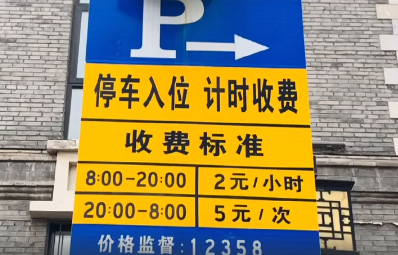 P
停车入位 计时收费
收费标准
8:00-20:00 2元/小时
20:00-8:00 5元/次
价格监督:12358